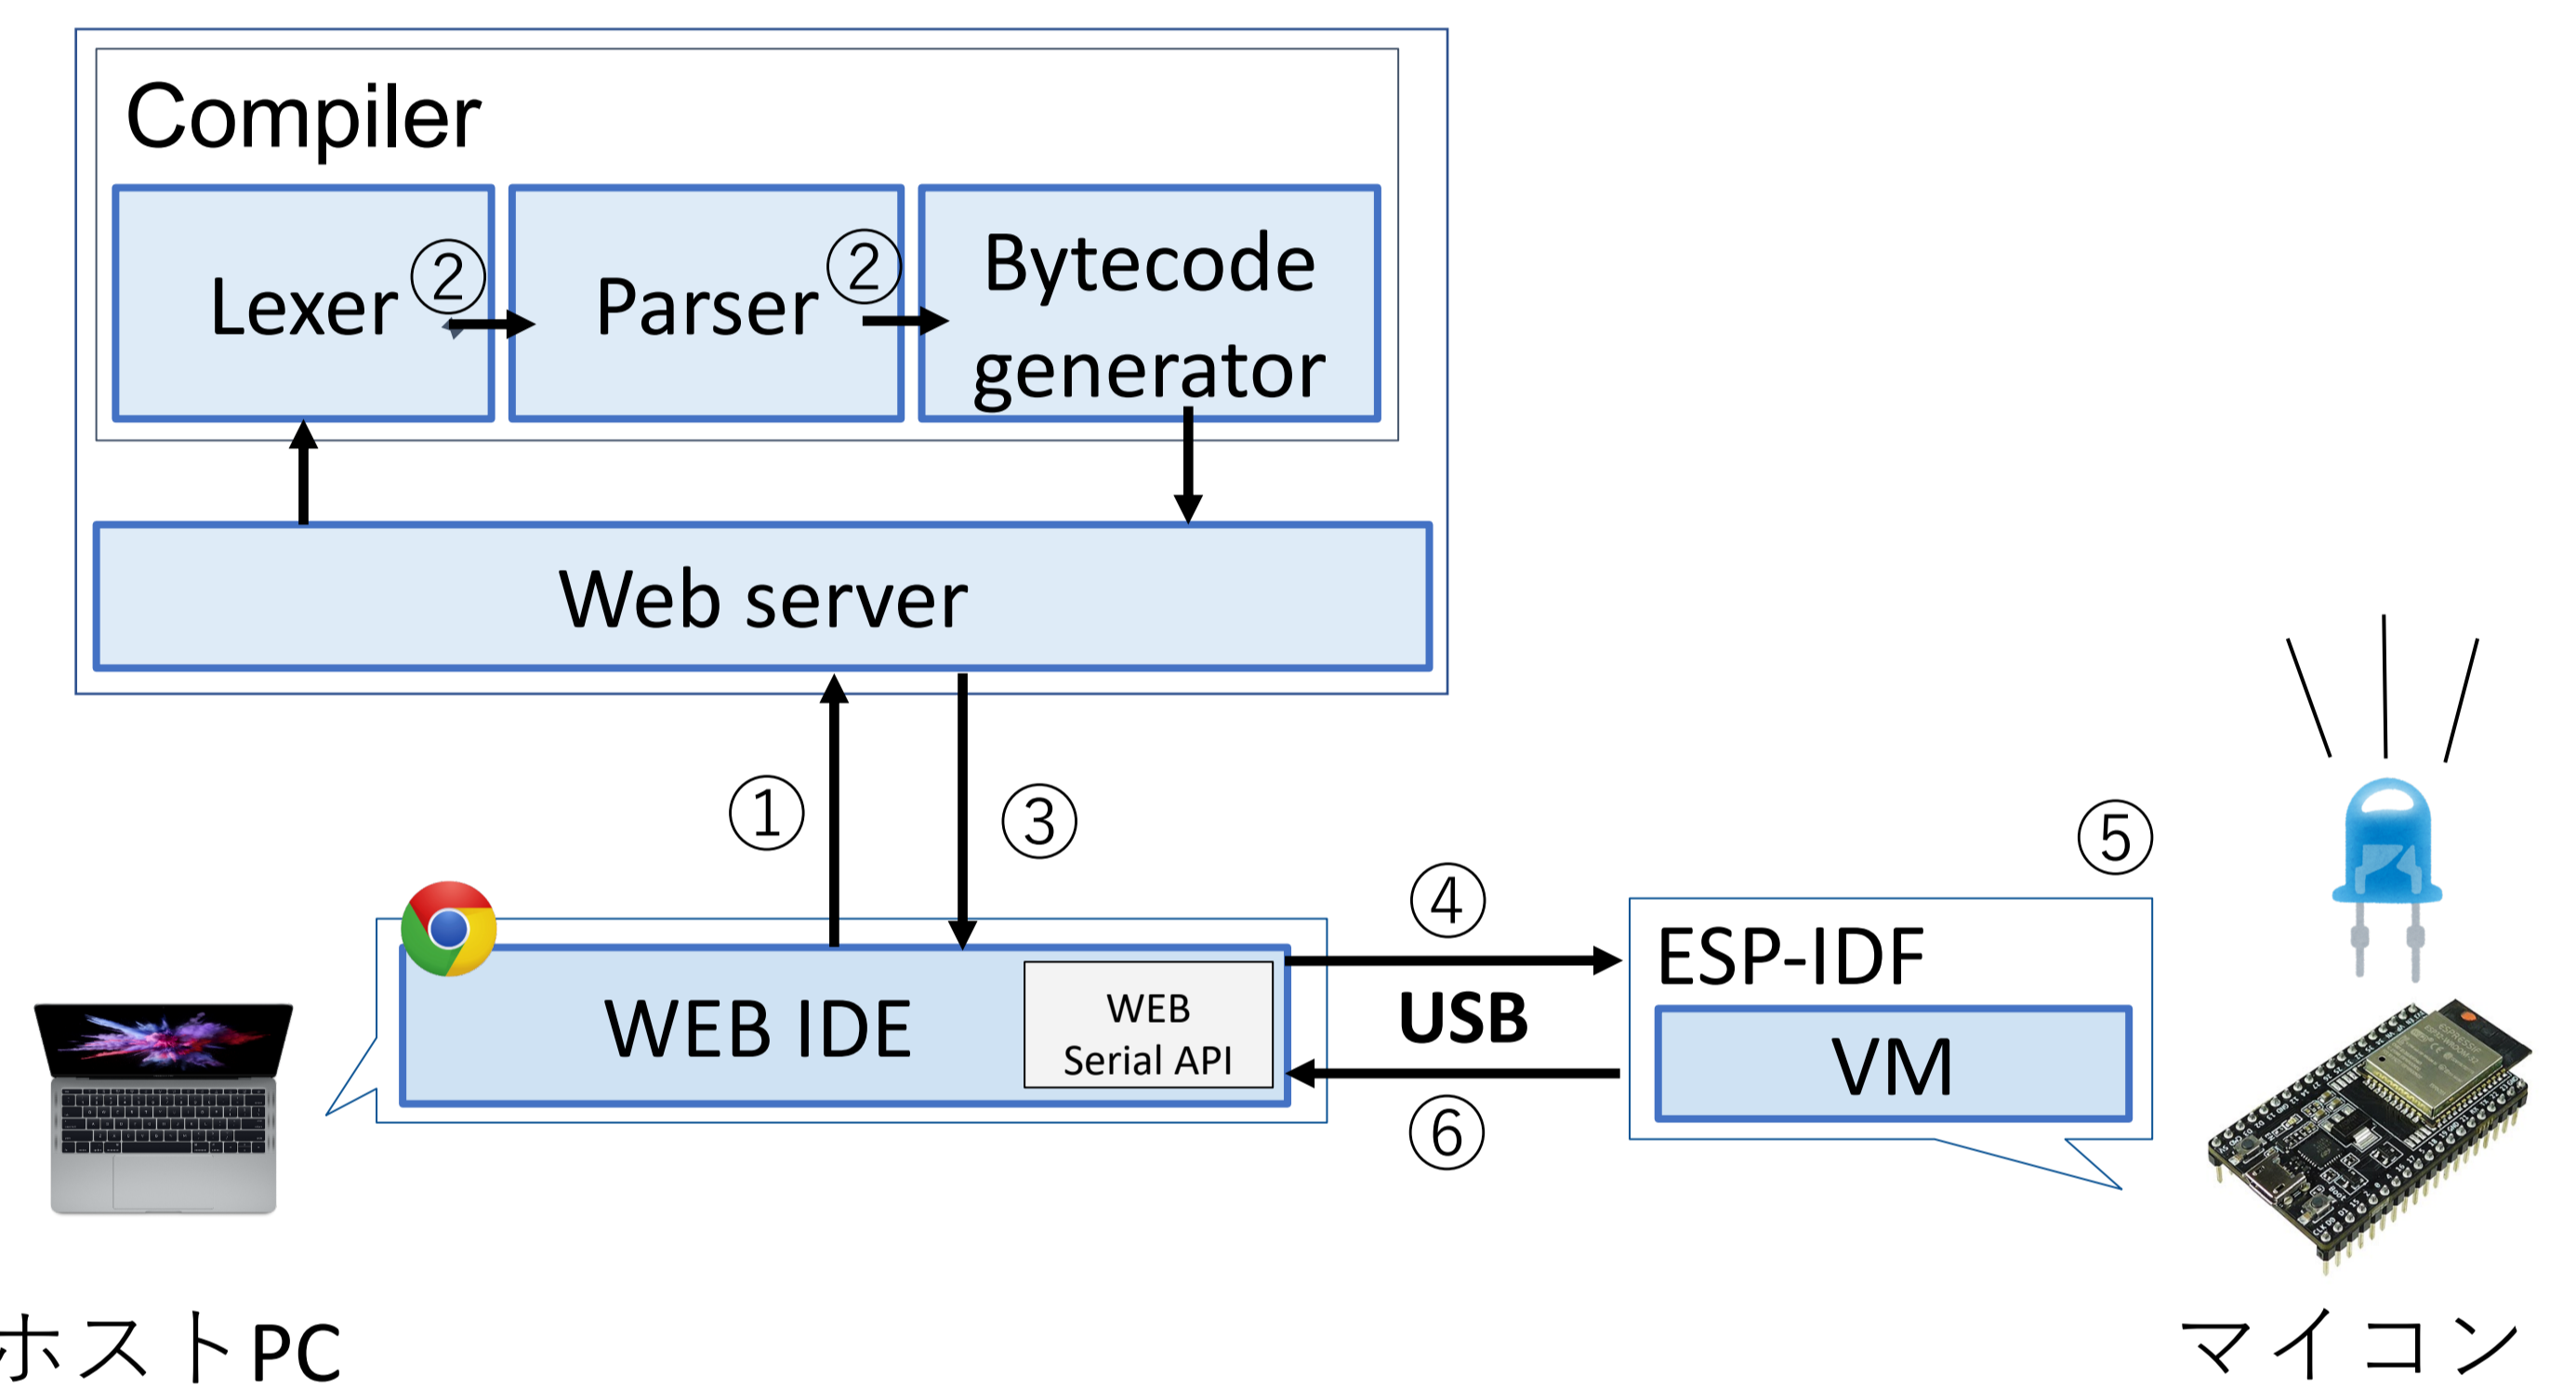 Compiler
Lexer
②
Parser
②
Bytecode
generator
Web server
①
③
④
⑤
WEB IDE
WEB
Serial API
USB
⑥
ESP-IDF
VM
ホストPC
マイコン